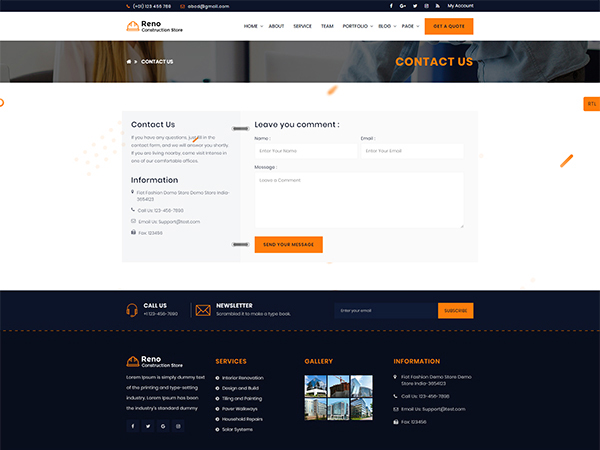 (+01) 123 456 789
abcd@gmail.com
My Account
Reno
Construction Store
HOME
ABOUT
SERVICE
TEAM
PORTFOLIO
BLOG
PAGE
GET A QUOTE
CONTACT US
CONTACT US
RTL
Contact Us
If you have any questions, just fill in the
contact form, and we will answer you shortly.
If you are living nearby, come visit Interea in
one of our comfortable offices.
Information
Fiot Fashion Demo Store Demo Store India-
3654123
Call Us: 123-456-7898
Email Us: Support@test.com
Fax: 123456
Leave you comment :
Name :
Email :
Enter Your Name
Enter Your Email
Message :
Leave a Comment
SEND YOUR MESSAGE
CALL US
+1 123-456-7890
NEWSLETTER
Scrambled it to make a type book.
Enter your email
SUBSCRIBE
Reno
Construction Store
Lorem Ipsum is simply dummy text
of the printing and type-setting
industry. Lorem Ipsum has been
the industry's standard dummy
SERVICES
Interior Renovation
Design and Build
Tiling and Painting
Paver Walkways
Household Repairs
Solar Systems
GALLERY
INFORMATION
Fiot Fashion Demo Store Demo
Store India-3654123
Call Us: 123-456-7898
Email Us: Support@test.com
Fax: 123456